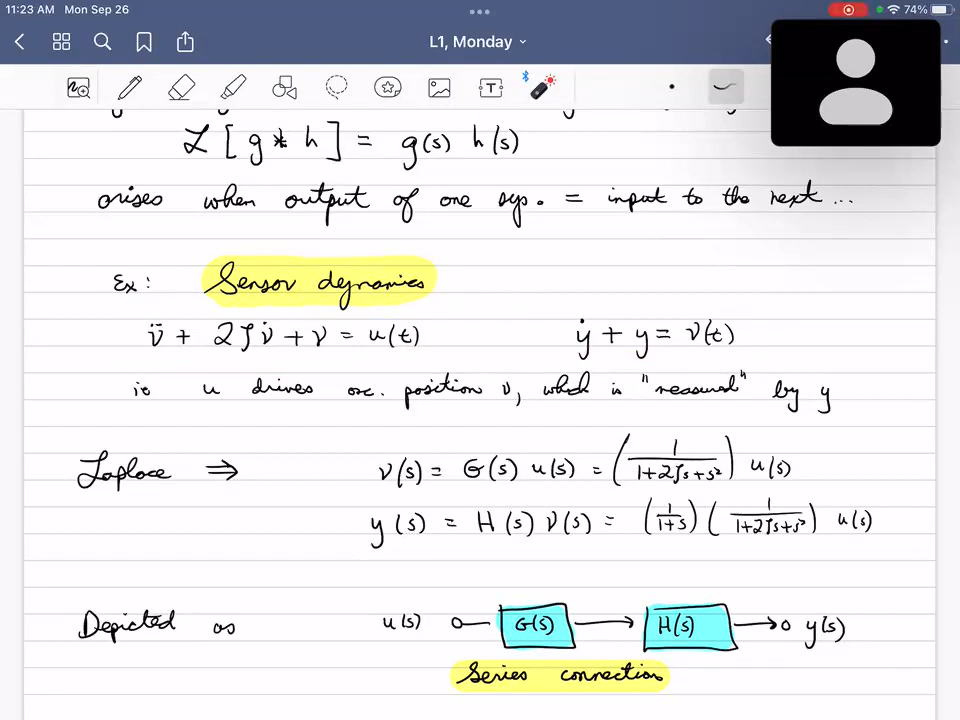 11:23 AM Mon Sep 26 74%
L1, Monday
ℒ [ g * h ] = g(s) h(s)
arises when output of one sys. = input to the next ...
Ex : Sensor dynamics
v̈ + 2ζv̇ + v = u(t) ẏ + y = v(t)
ie u drives osc. position v, which is "measured" by y
Laplace ⇒ v(s) = G(s) u(s) = (1/(1+2ζs+s²)) u(s)
y(s) = H(s) v(s) = (1/(1+s)) (1/(1+2ζs+s²)) u(s)
Depicted as u(s) G(s) H(s) y(s)
Series connection